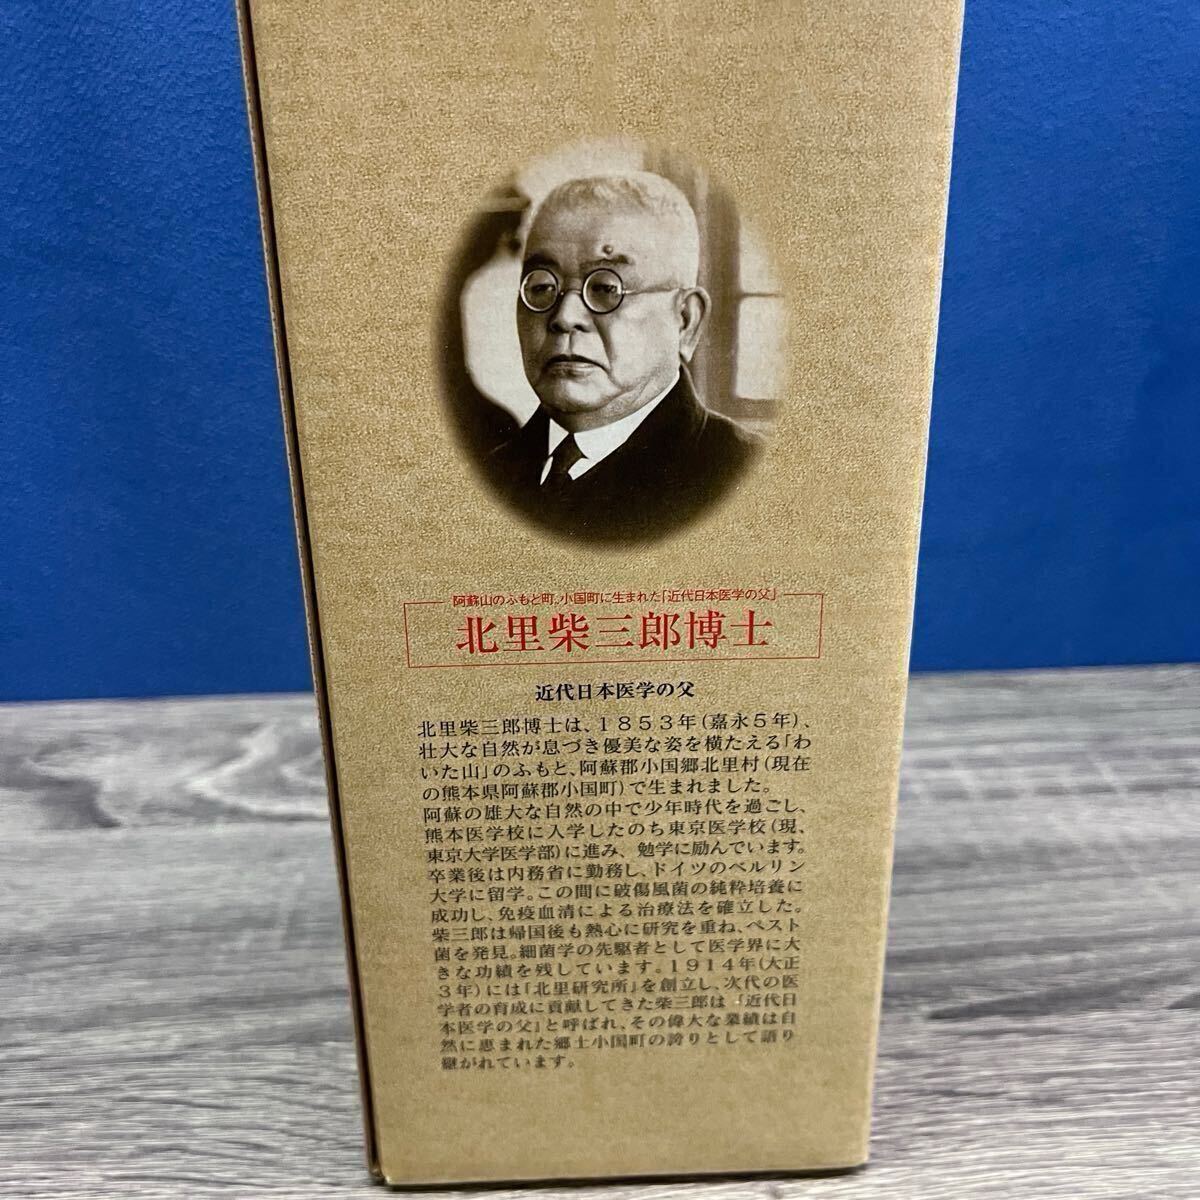 阿蘇山のふもと町。小国町に生まれた「近代日本医学の父」
北里柴三郎博士
近代日本医学の父
北里柴三郎博士は、1853年(嘉永5年)、
壮大な自然が息づき優美な姿を横たえる「わ
いた山」のふもと、阿蘇郡小国郷北里村(現在
の熊本県阿蘇郡小国町)で生まれました。
阿蘇の雄大な自然の中で少年時代を過ごし、
熊本医学校に入学したのち東京医学校(現、
東京大学医学部)に進み、勉学に励んでいます。
卒業後は内務省に勤務し、ドイツのベルリン
大学に留学。この間に破傷風菌の純粋培養に
成功し、免疫血清による治療法を確立した。
柴三郎は帰国後も熱心に研究を重ね、ペスト
菌を発見。細菌学の先駆者として医学界に大
きな功績を残しています。1914年(大正
3年)には「北里研究所」を創立し、次代の医
学者の育成に貢献してきた柴三郎は「近代日
本医学の父」と呼ばれ、その偉大な業績は自
然に恵まれた郷土小国町の誇りとして語り
継がれています。